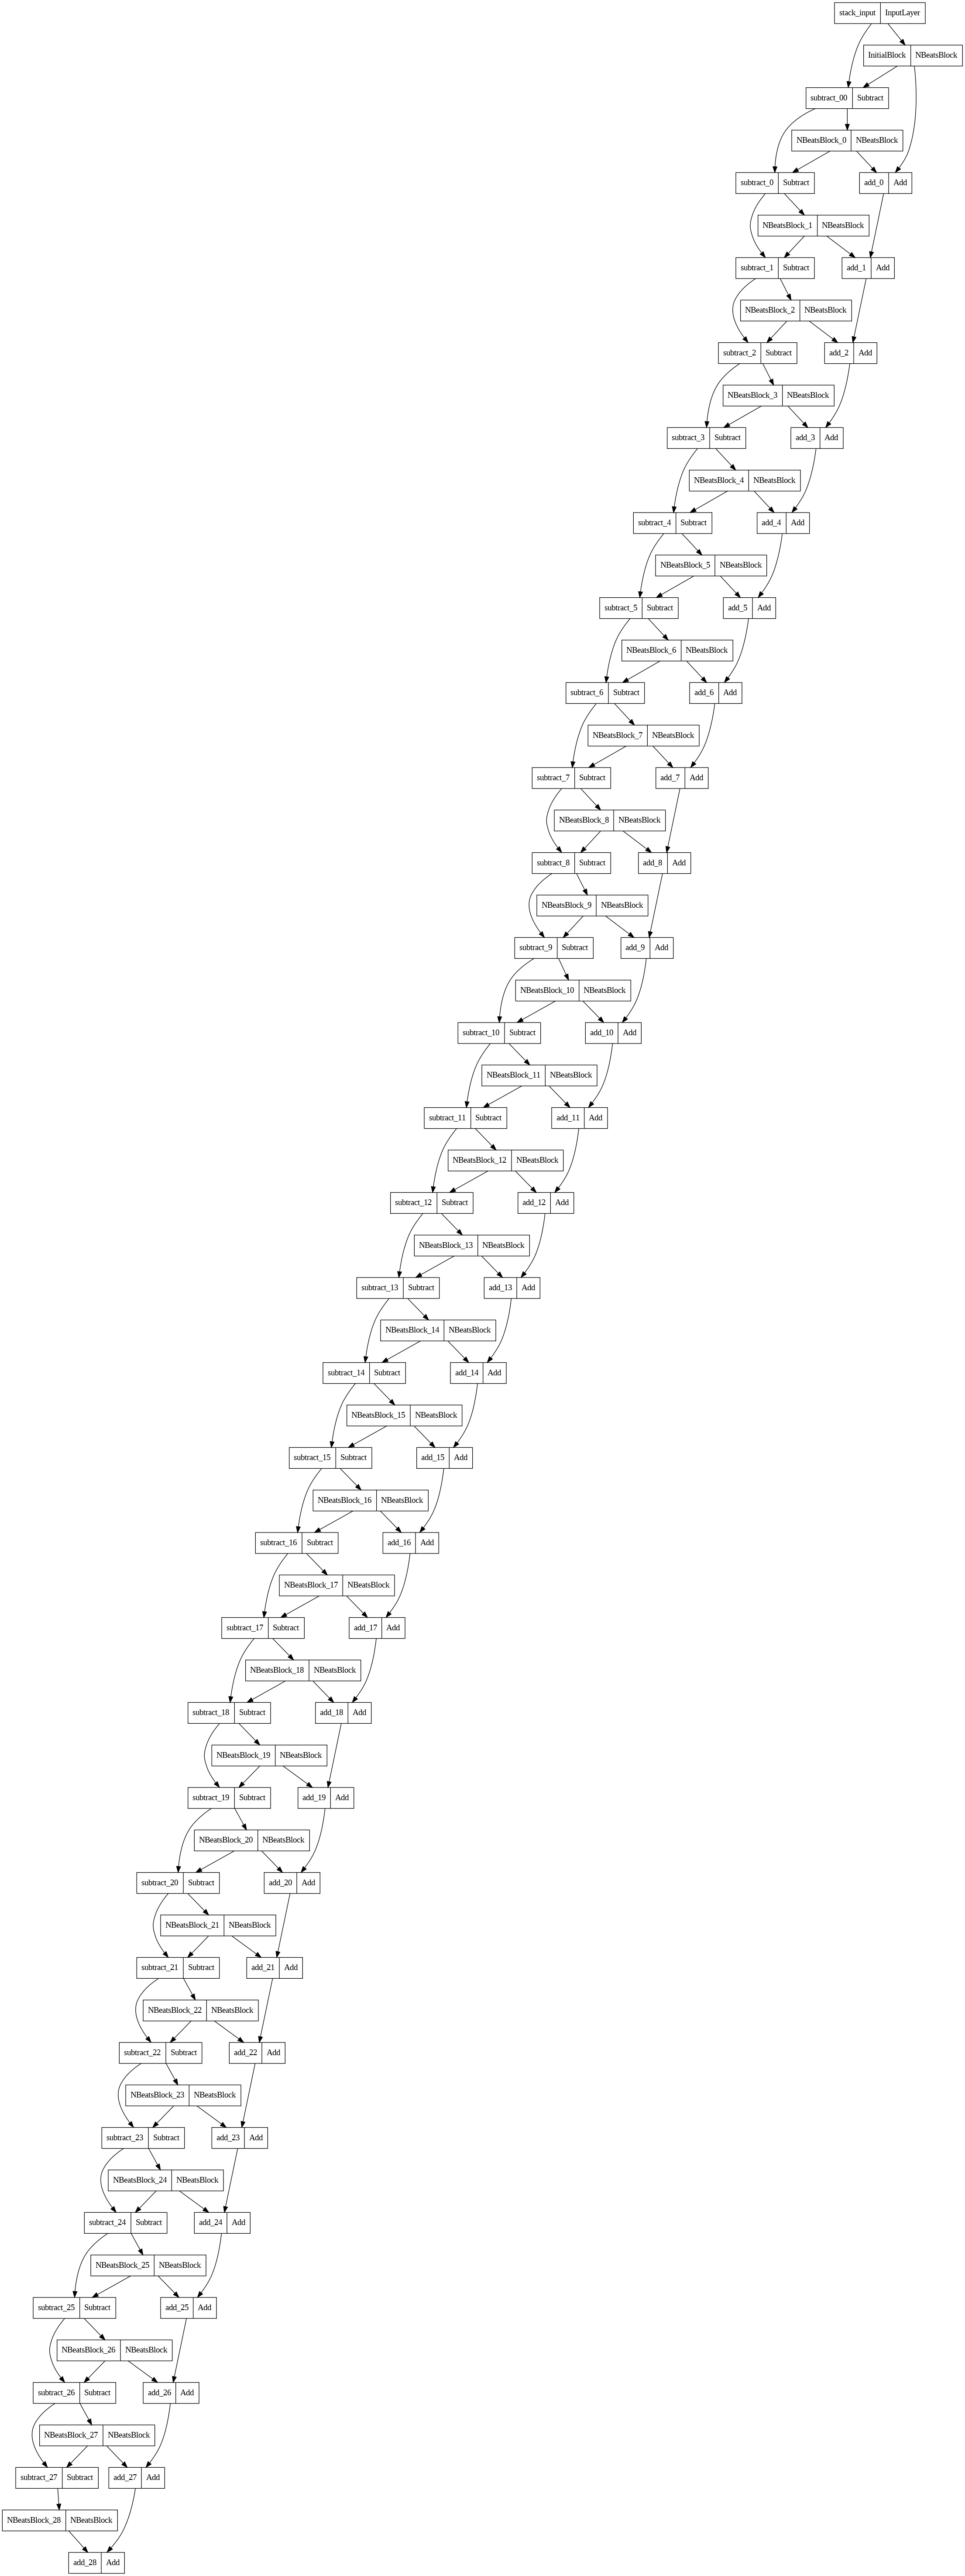 stack_input InputLayer
InitialBlock NBeatsBlock
subtract_00 Subtract
NBeatsBlock_0 NBeatsBlock
subtract_0 Subtract add_0 Add
NBeatsBlock_1 NBeatsBlock
subtract_1 Subtract add_1 Add
NBeatsBlock_2 NBeatsBlock
subtract_2 Subtract add_2 Add
NBeatsBlock_3 NBeatsBlock
subtract_3 Subtract add_3 Add
NBeatsBlock_4 NBeatsBlock
subtract_4 Subtract add_4 Add
NBeatsBlock_5 NBeatsBlock
subtract_5 Subtract add_5 Add
NBeatsBlock_6 NBeatsBlock
subtract_6 Subtract add_6 Add
NBeatsBlock_7 NBeatsBlock
subtract_7 Subtract add_7 Add
NBeatsBlock_8 NBeatsBlock
subtract_8 Subtract add_8 Add
NBeatsBlock_9 NBeatsBlock
subtract_9 Subtract add_9 Add
NBeatsBlock_10 NBeatsBlock
subtract_10 Subtract add_10 Add
NBeatsBlock_11 NBeatsBlock
subtract_11 Subtract add_11 Add
NBeatsBlock_12 NBeatsBlock
subtract_12 Subtract add_12 Add
NBeatsBlock_13 NBeatsBlock
subtract_13 Subtract add_13 Add
NBeatsBlock_14 NBeatsBlock
subtract_14 Subtract add_14 Add
NBeatsBlock_15 NBeatsBlock
subtract_15 Subtract add_15 Add
NBeatsBlock_16 NBeatsBlock
subtract_16 Subtract add_16 Add
NBeatsBlock_17 NBeatsBlock
subtract_17 Subtract add_17 Add
NBeatsBlock_18 NBeatsBlock
subtract_18 Subtract add_18 Add
NBeatsBlock_19 NBeatsBlock
subtract_19 Subtract add_19 Add
NBeatsBlock_20 NBeatsBlock
subtract_20 Subtract add_20 Add
NBeatsBlock_21 NBeatsBlock
subtract_21 Subtract add_21 Add
NBeatsBlock_22 NBeatsBlock
subtract_22 Subtract add_22 Add
NBeatsBlock_23 NBeatsBlock
subtract_23 Subtract add_23 Add
NBeatsBlock_24 NBeatsBlock
subtract_24 Subtract add_24 Add
NBeatsBlock_25 NBeatsBlock
subtract_25 Subtract add_25 Add
NBeatsBlock_26 NBeatsBlock
subtract_26 Subtract add_26 Add
NBeatsBlock_27 NBeatsBlock
subtract_27 Subtract add_27 Add
NBeatsBlock_28 NBeatsBlock
add_28 Add